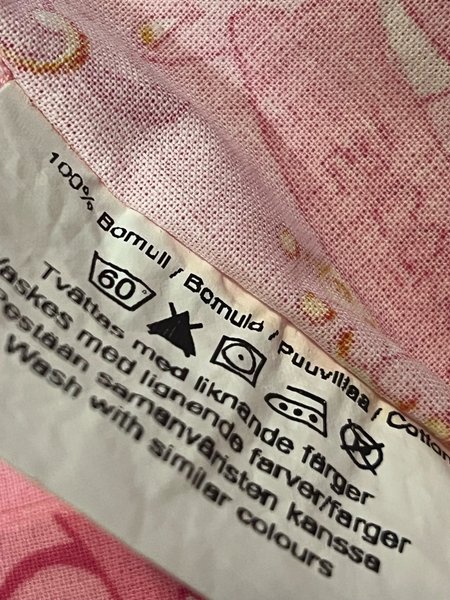 100% Bomull / Bomuld / Puuvillaa / Cotton
60
Tvättas med liknande färger
Vaskes med lignende farver/farger
Pestään samanväristen kanssa
Wash with similar colours